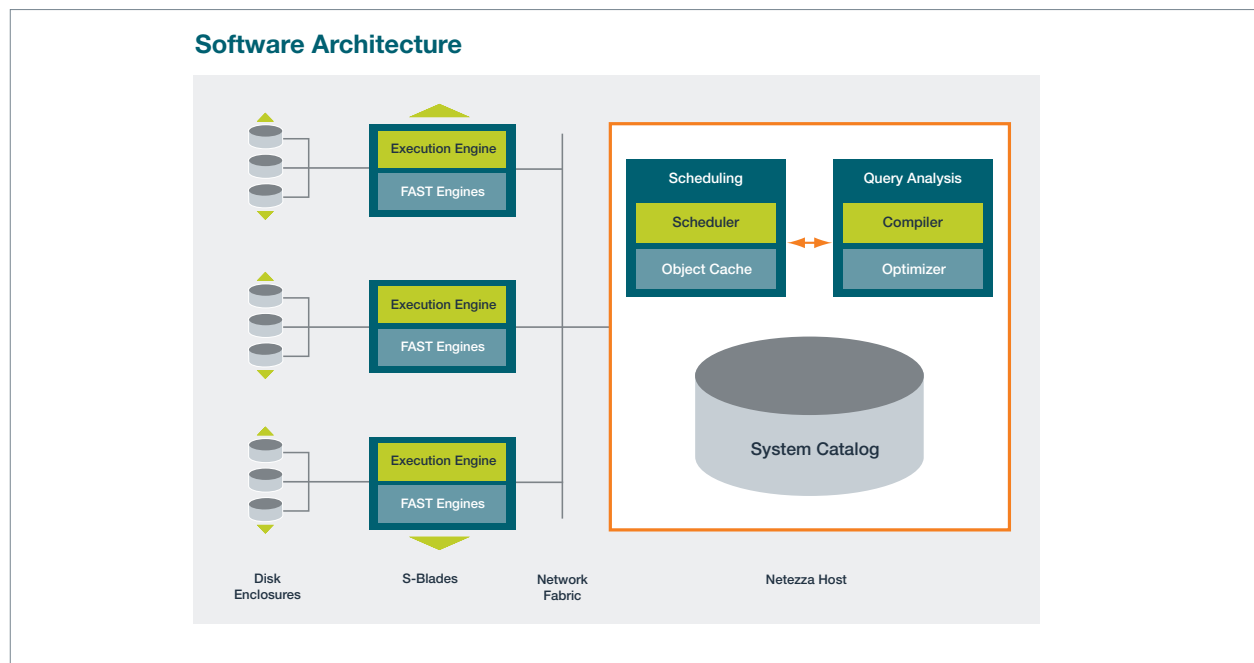 Software Architecture
Execution Engine
FAST Engines
Execution Engine
FAST Engines
Execution Engine
FAST Engines
Scheduling
Scheduler
Object Cache
Query Analysis
Compiler
Optimizer
System Catalog
Disk
Enclosures
S-Blades
Network
Fabric
Netezza Host